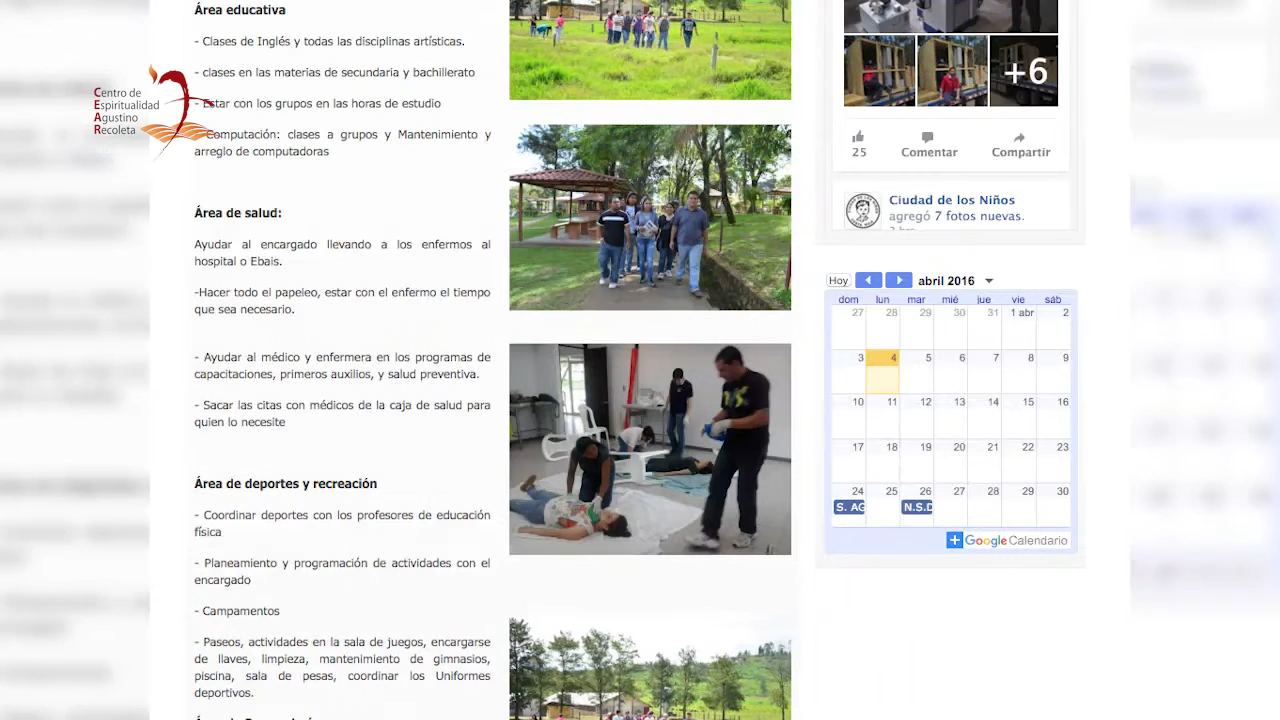 Área educativa
- Clases de Inglés y todas las disciplinas artísticas.
- clases en las materias de secundaria y bachillerato
- Estar con los grupos en las horas de estudio
Computación: clases a grupos y Mantenimiento y
arreglo de computadoras
Centro de
Espiritualidad
Agustino
Recoleta
Área de salud:
Ayudar al encargado llevando a los enfermos al
hospital o Ebais.
-Hacer todo el papeleo, estar con el enfermo el tiempo
que sea necesario.
- Ayudar al médico y enfermera en los programas de
capacitaciones, primeros auxilios, y salud preventiva.
- Sacar las citas con médicos de la caja de salud para
quien lo necesite
Área de deportes y recreación
- Coordinar deportes con los profesores de educación
física
- Planeamiento y programación de actividades con el
encargado
- Campamentos
- Paseos, actividades en la sala de juegos, encargarse
de llaves, limpieza, mantenimiento de gimnasios,
piscina, sala de pesas, coordinar los Uniformes
deportivos.
+6
25 Comentar Compartir
Ciudad de los Niños
agregó 7 fotos nuevas.
Hoy abril 2016
dom lun mar mié jue vie sáb
27 28 29 30 31 1 abr 2
3 4 5 6 7 8 9
10 11 12 13 14 15 16
17 18 19 20 21 22 23
24 25 26 27 28 29 30
S. AG N.S.D
+ Google Calendario